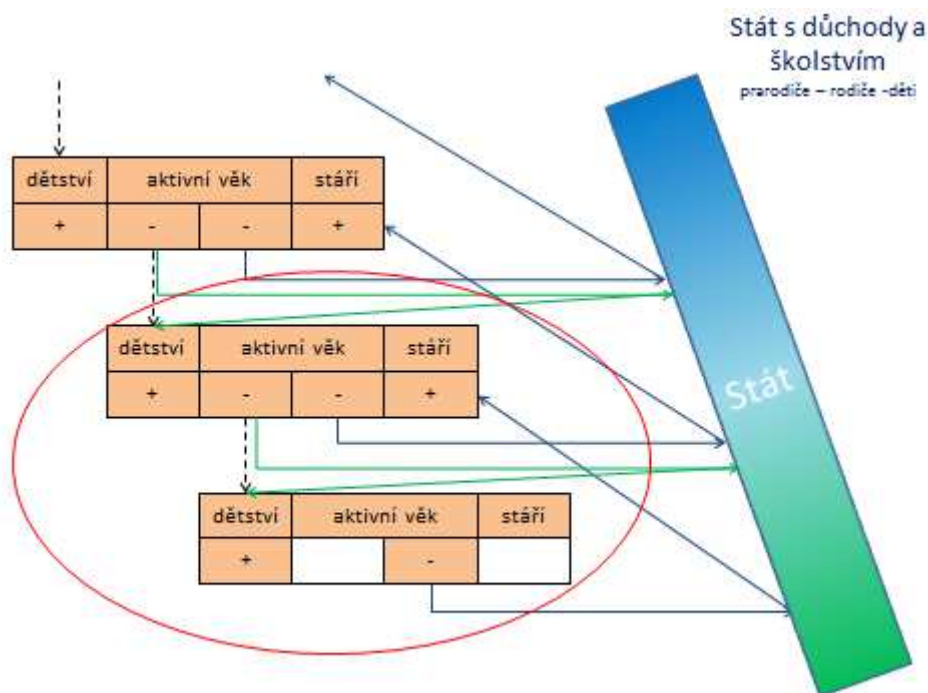 Stát s důchody a
školstvím
prarodiče – rodiče -děti
dětství aktivní věk stáří
+ - - +
dětství aktivní věk stáří
+ - - +
Stát
dětství aktivní věk stáří
+ -